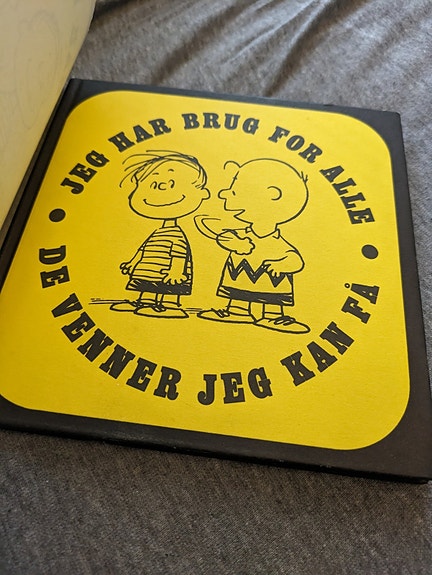 JEG HAR BRUG FOR ALLE
DE VENNER JEG KAN FÅ